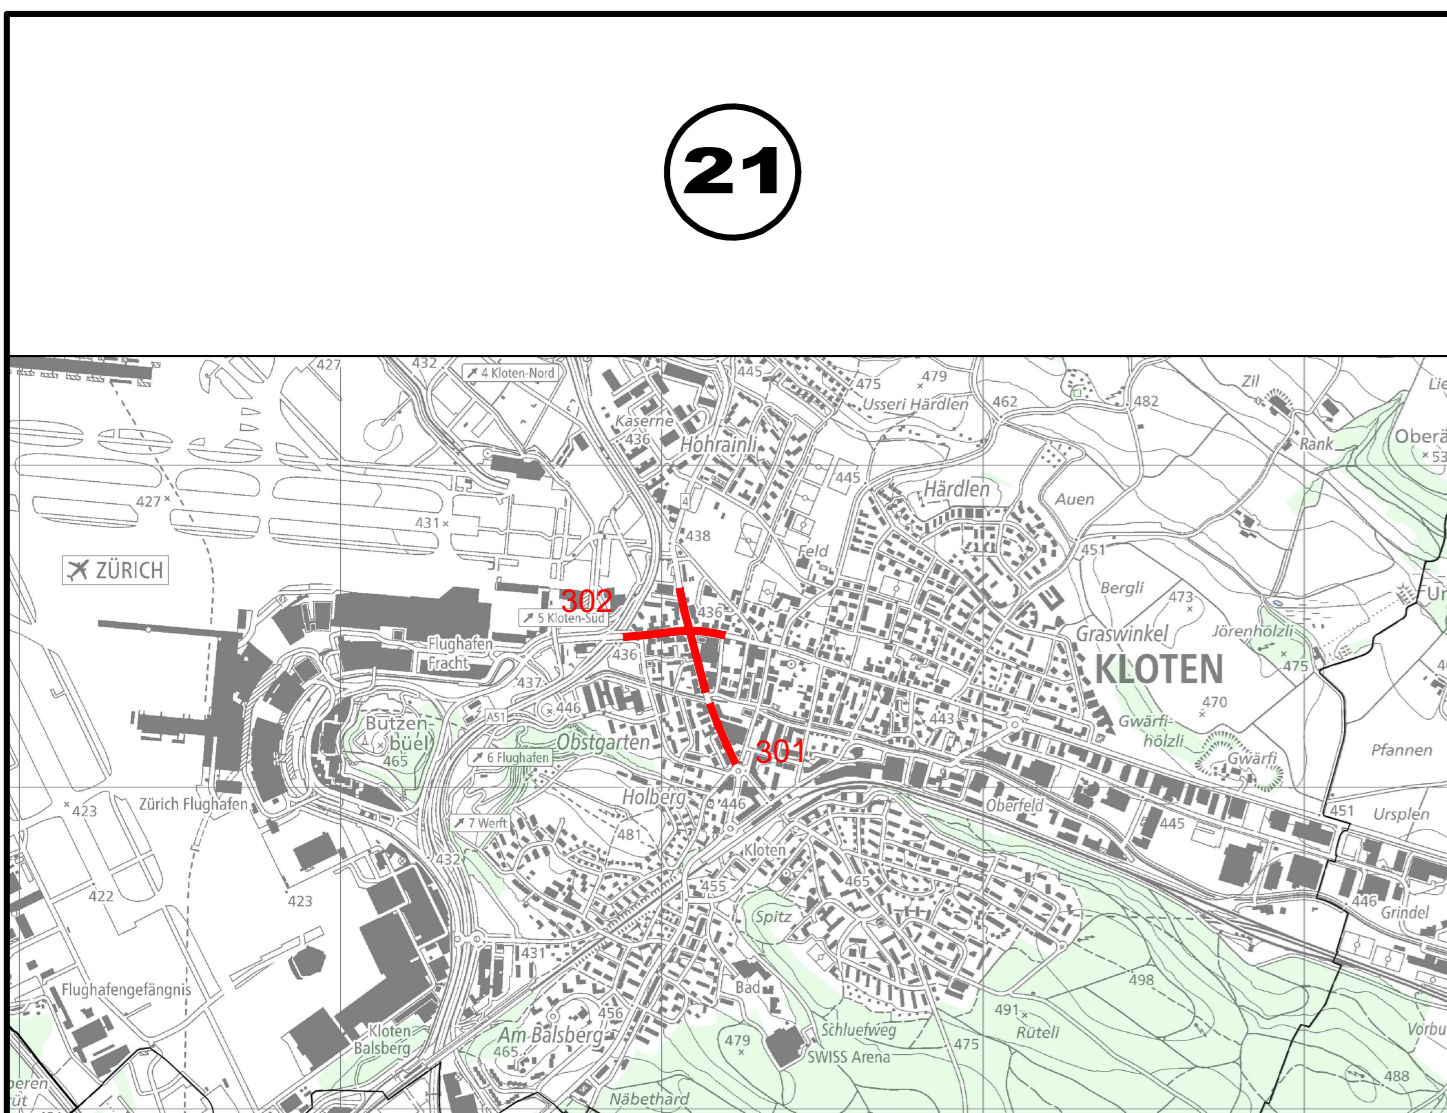 21
427
432
4 Kloten-Nord
445
475
479
Usseri Härdlen
462
482
Zil
Kaserne
436
Hohrainli
Rank
445
Härdlen
Auen
427
431
4
438
Feld
451
ZÜRICH
Bergli
473
302
5 Kloten-Süd
436
Graswinkel
Jörenhölzli
475
Flughafen
Fracht
436
KLOTEN
437
446
A51
470
443
Butzen-
büel
465
Obstgarten
Gwärfi-
hölzli
6 Flughafen
301
Gwärfi
Pfannen
Zürich Flughafen
423
Holberg
446
Oberfeld
451
Ursplen
7 Werft
481
445
Kloten
432
455
465
422
423
446
Grindel
Spitz
431
498
Flughafengefängnis
Bad
456
491
Rüteli
Schluefweg
Kloten
Balsberg
Am Balsberg
465
479
475
SWISS Arena
488
Näbethard